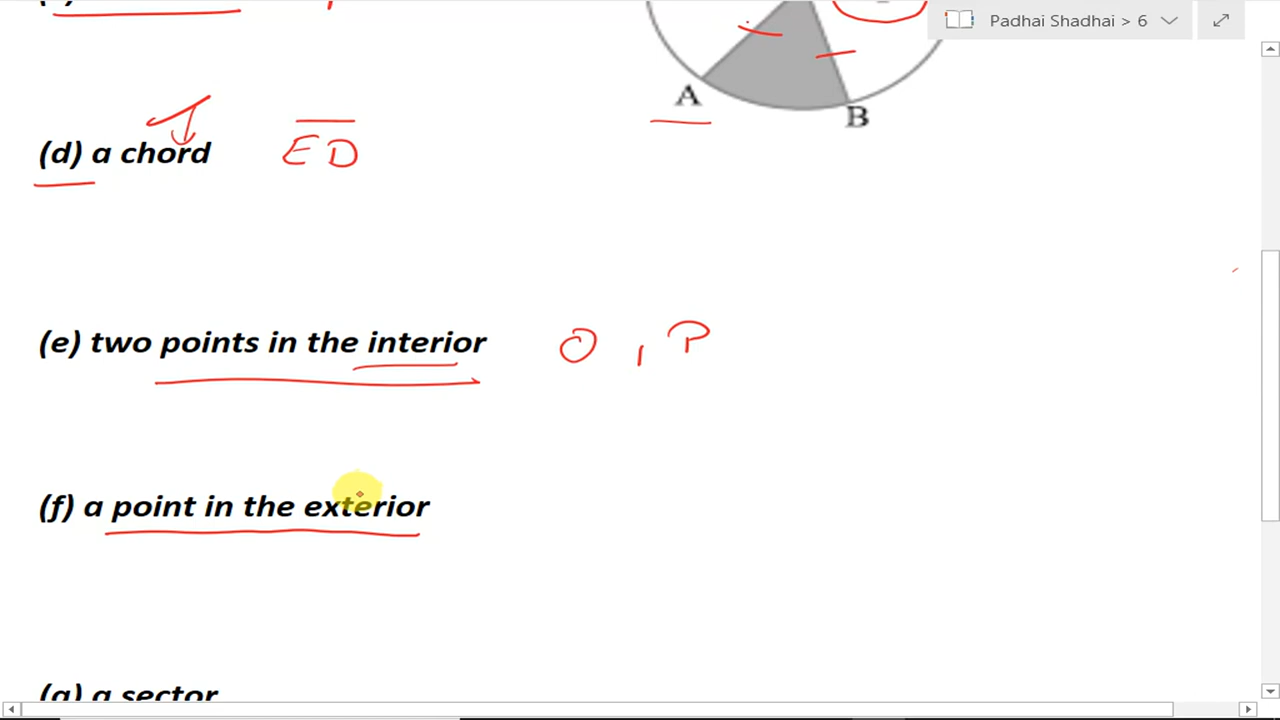 Padhai Shadhai > 6
A
B
(d) a chord ED
(e) two points in the interior O , P
(f) a point in the exterior
(g) a sector